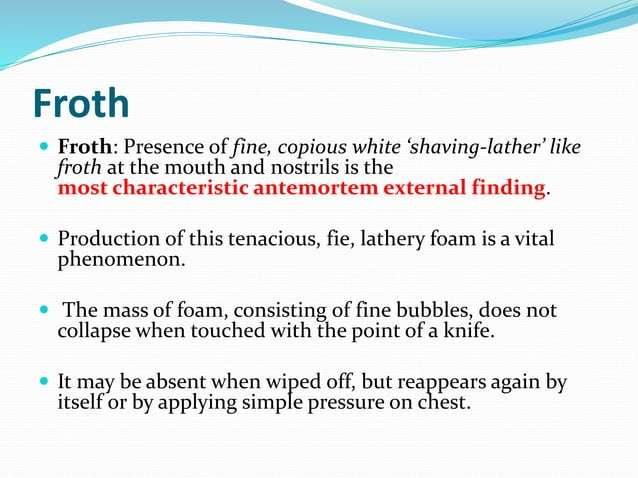 Froth
• Froth: Presence of fine, copious white ‘shaving-lather’ like
froth at the mouth and nostrils is the
most characteristic antemortem external finding.
• Production of this tenacious, fie, lathery foam is a vital
phenomenon.
• The mass of foam, consisting of fine bubbles, does not
collapse when touched with the point of a knife.
• It may be absent when wiped off, but reappears again by
itself or by applying simple pressure on chest.